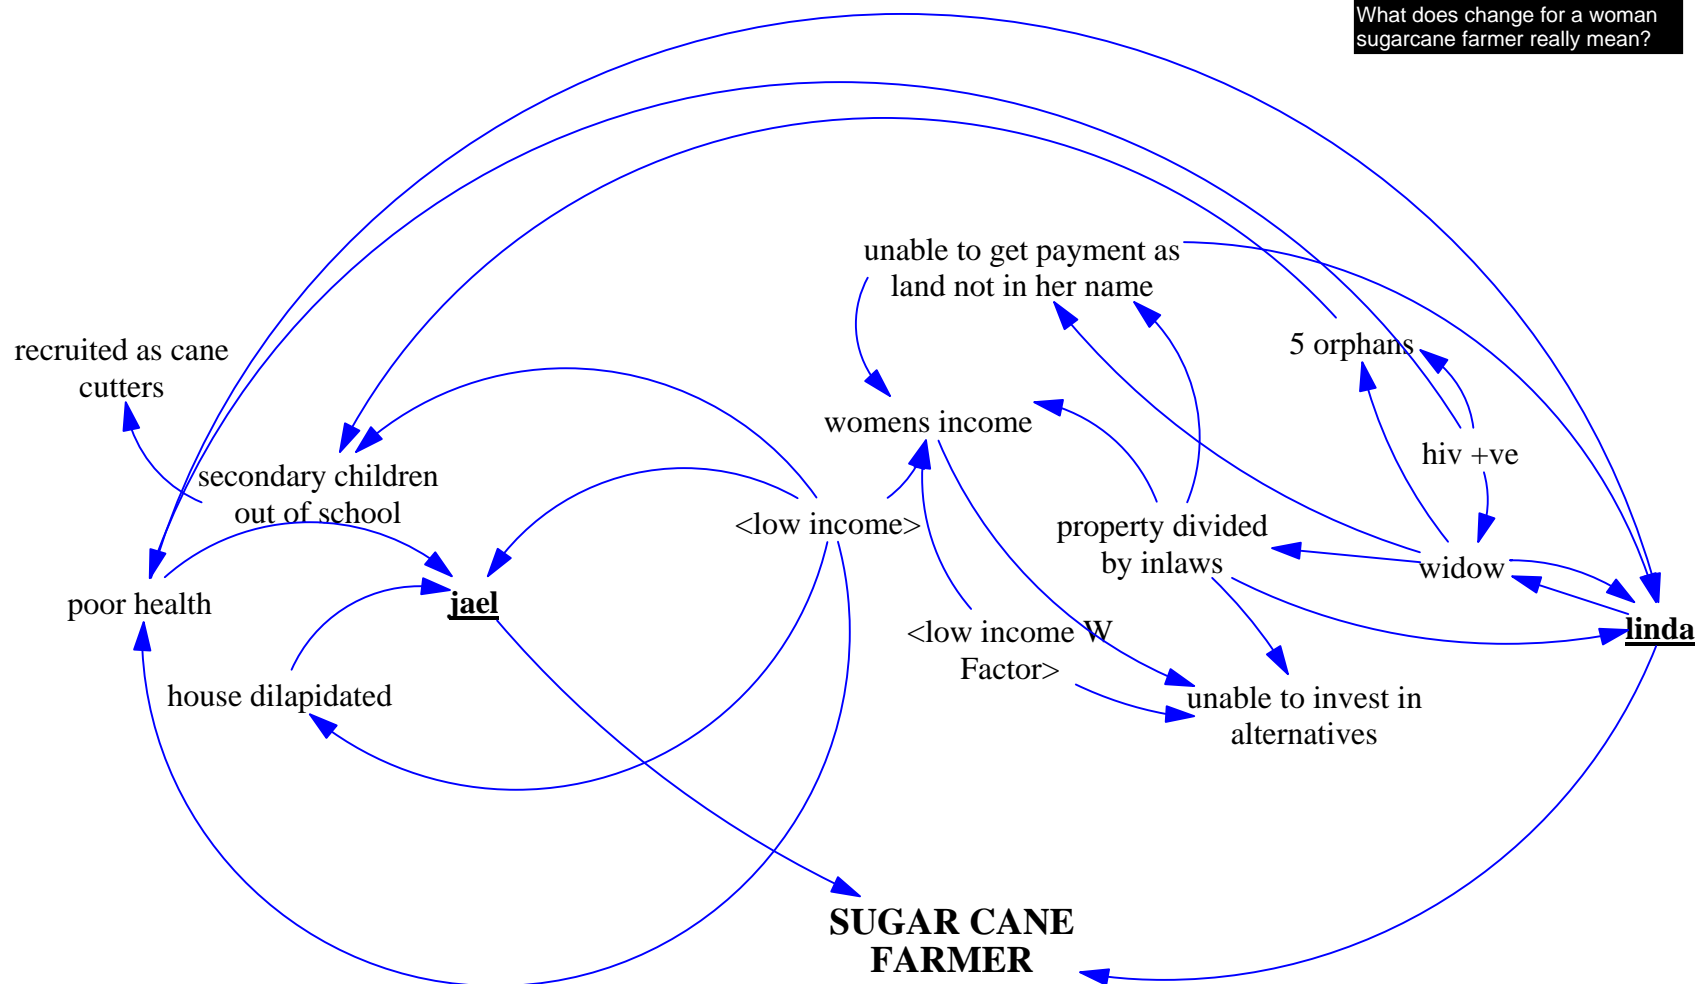 What does change for a woman
sugarcane farmer really mean?
unable to get payment as
land not in her name
recruited as cane
cutters
5 orphans
womens income
hiv +ve
secondary children
out of school
<low income>
property divided
by inlaws
widow
poor health
jael
<low income W
Factor>
linda
house dilapidated
unable to invest in
alternatives
SUGAR CANE
FARMER